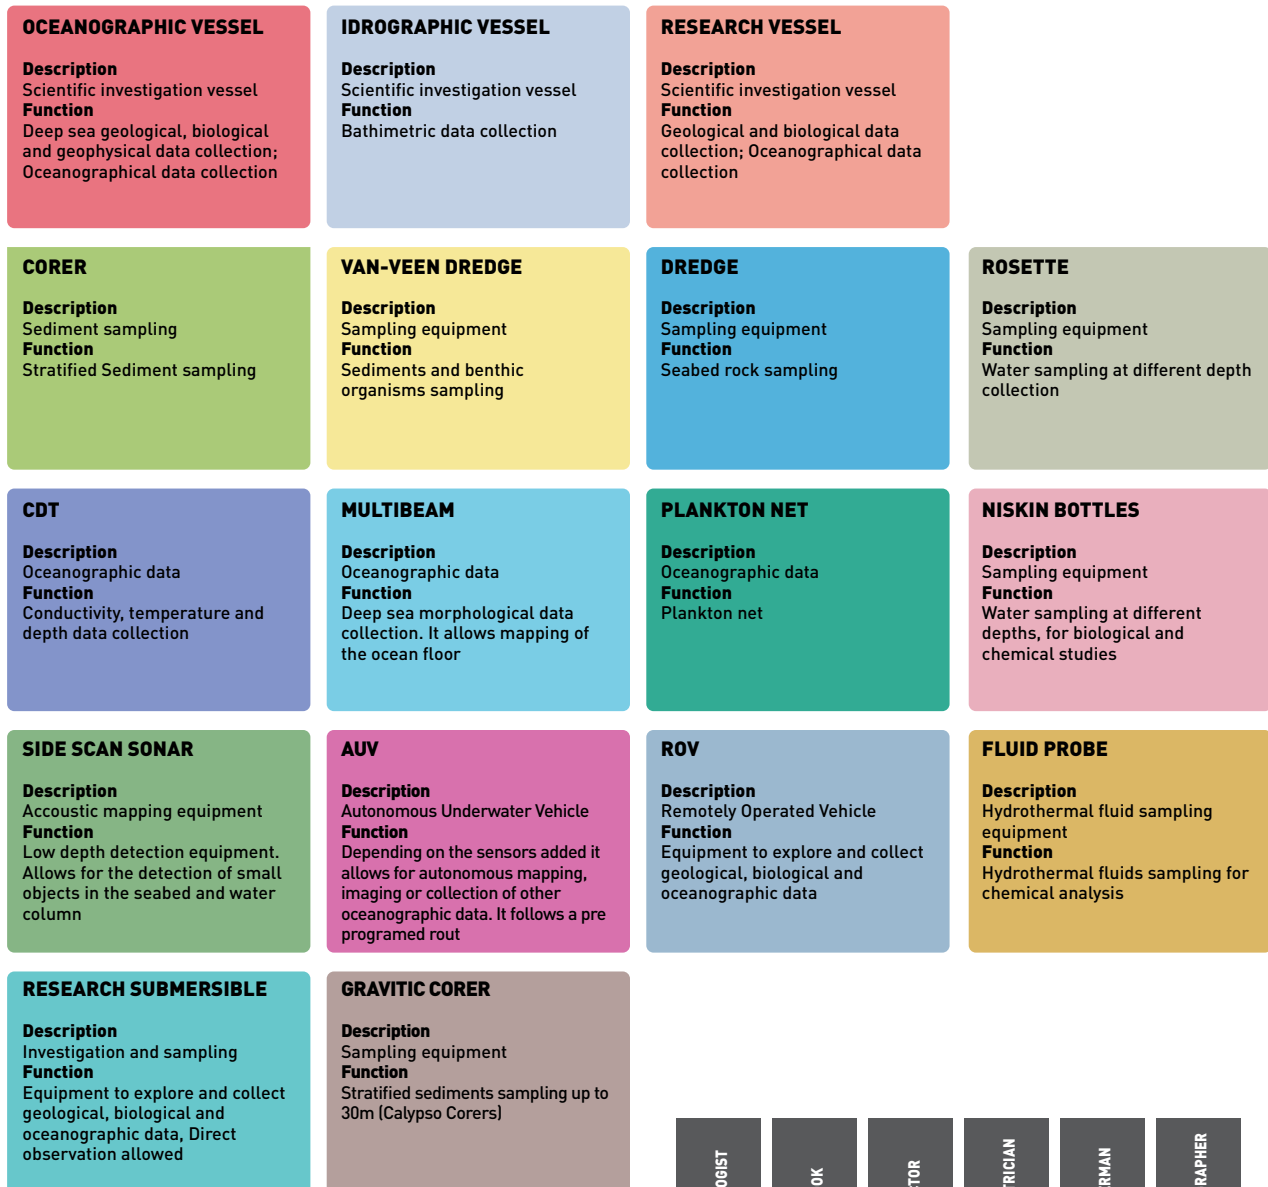 OCEANOGRAPHIC VESSEL
Description
Scientific investigation vessel
Function
Deep sea geological, biological
and geophysical data collection;
Oceanographical data collection
IDROGRAPHIC VESSEL
Description
Scientific investigation vessel
Function
Bathimetric data collection
RESEARCH VESSEL
Description
Scientific investigation vessel
Function
Geological and biological data
collection; Oceanographical data
collection
CORER
Description
Sediment sampling
Function
Stratified Sediment sampling
VAN-VEEN DREDGE
Description
Sampling equipment
Function
Sediments and benthic
organisms sampling
DREDGE
Description
Sampling equipment
Function
Seabed rock sampling
ROSETTE
Description
Sampling equipment
Function
Water sampling at different depth
collection
CDT
Description
Oceanographic data
Function
Conductivity, temperature and
depth data collection
MULTIBEAM
Description
Oceanographic data
Function
Deep sea morphological data
collection. It allows mapping of
the ocean floor
PLANKTON NET
Description
Oceanographic data
Function
Plankton net
NISKIN BOTTLES
Description
Sampling equipment
Function
Water sampling at different
depths, for biological and
chemical studies
SIDE SCAN SONAR
Description
Accoustic mapping equipment
Function
Low depth detection equipment.
Allows for the detection of small
objects in the seabed and water
column
AUV
Description
Autonomous Underwater Vehicle
Function
Depending on the sensors added it
allows for autonomous mapping,
imaging or collection of other
oceanographic data. It follows a pre
programed rout
ROV
Description
Remotely Operated Vehicle
Function
Equipment to explore and collect
geological, biological and
oceanographic data
FLUID PROBE
Description
Hydrothermal fluid sampling
equipment
Function
Hydrothermal fluids sampling for
chemical analysis
RESEARCH SUBMERSIBLE
Description
Investigation and sampling
Function
Equipment to explore and collect
geological, biological and
oceanographic data, Direct
observation allowed
GRAVITIC CORER
Description
Sampling equipment
Function
Stratified sediments sampling up to
30m (Calypso Corers)